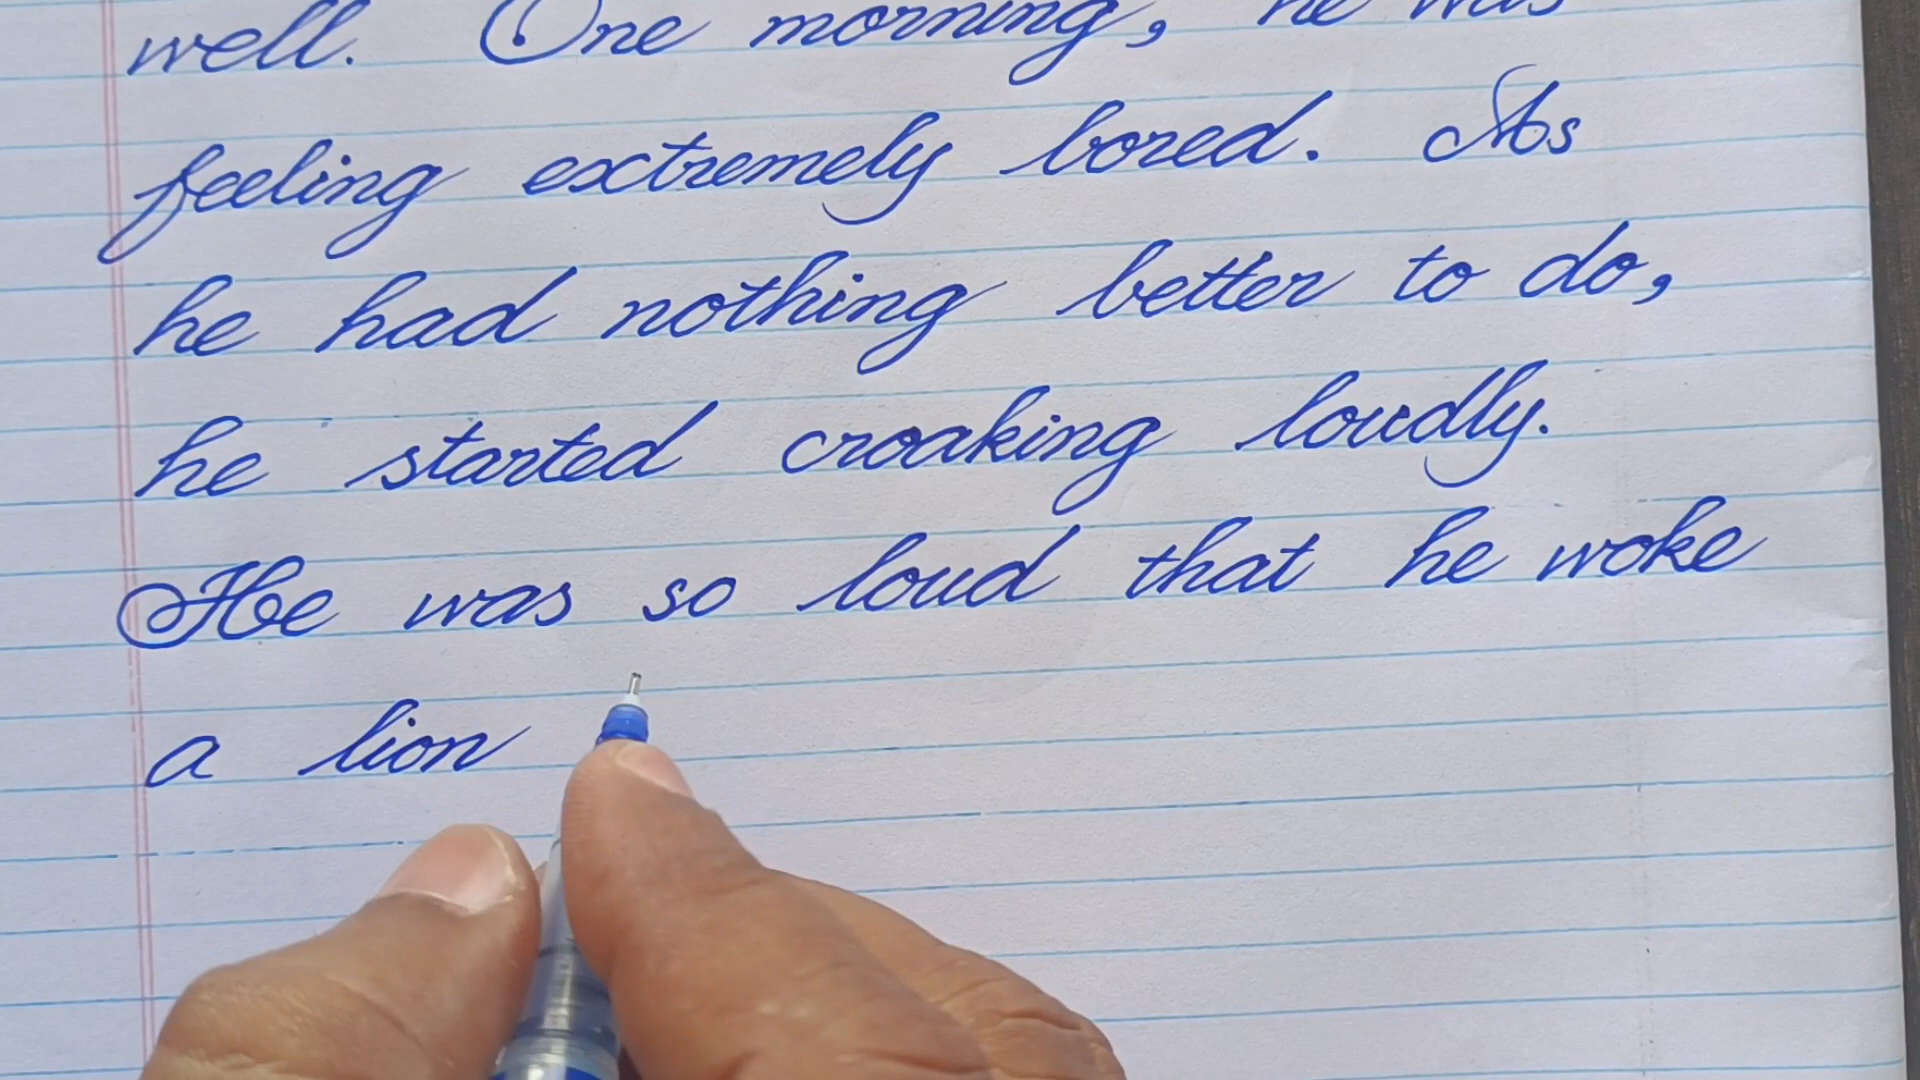 well. One morning, he was
feeling extremely bored. As
he had nothing better to do,
he started croaking loudly.
He was so loud that he woke
a lion